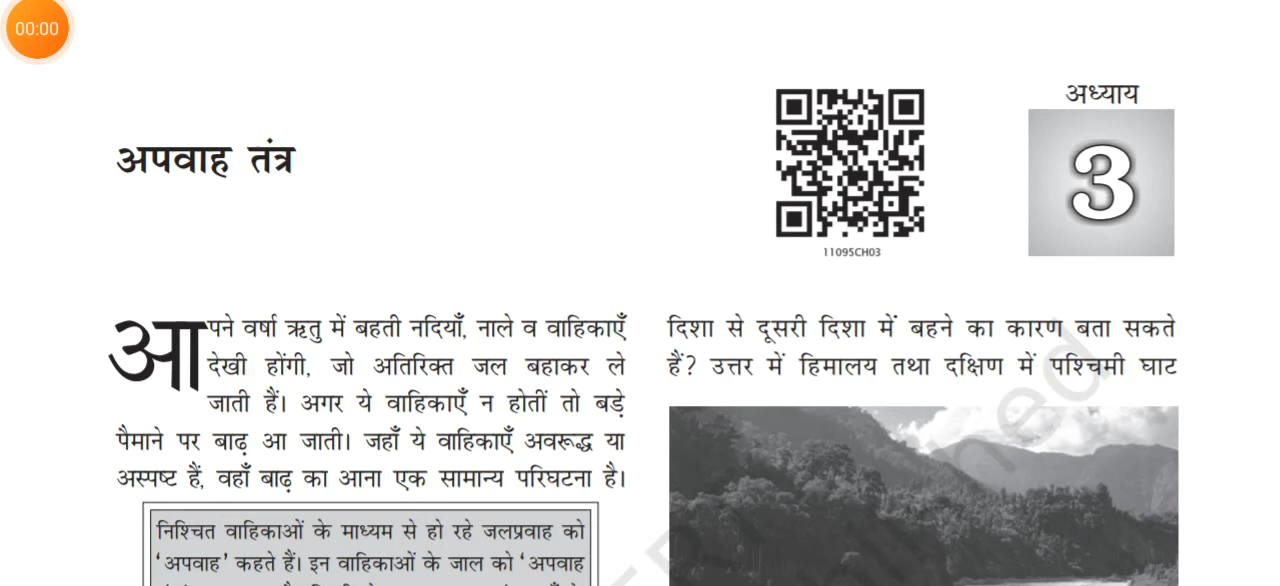 00:00
अध्याय
3
अपवाह तंत्र
11095CH03
आपने वर्षा ऋतु में बहती नदियाँ, नाले व वाहिकाएँ
देखी होंगी, जो अतिरिक्त जल बहाकर ले
जाती हैं। अगर ये वाहिकाएँ न होतीं तो बड़े
पैमाने पर बाढ़ आ जाती। जहाँ ये वाहिकाएँ अवरूद्ध या
अस्पष्ट हैं, वहाँ बाढ़ का आना एक सामान्य परिघटना है।
निश्चित वाहिकाओं के माध्यम से हो रहे जलप्रवाह को
‘अपवाह’ कहते हैं। इन वाहिकाओं के जाल को ‘अपवाह
दिशा से दूसरी दिशा में बहने का कारण बता सकते
हैं? उत्तर में हिमालय तथा दक्षिण में पश्चिमी घाट